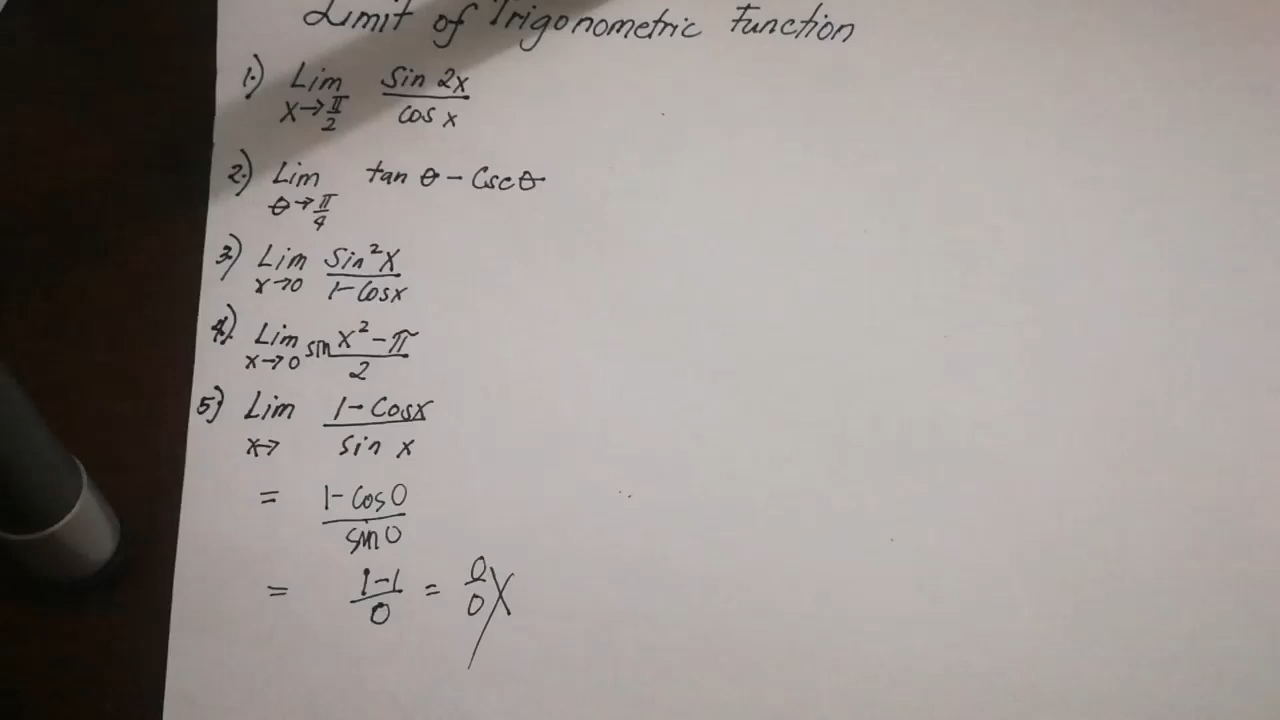 Limit of Trigonometric Function
1.) Lim sin 2x
x→π/2 cos x
2.) Lim tan θ - Csc θ
θ→π/4
3.) Lim Sin²x
x→0 1-Cosx
4.) Lim sin x²-π
x→0 2
5.) Lim 1-Cosx
x→ sin x
= 1-cos0
sin0
= 1-1 = 0
0 0